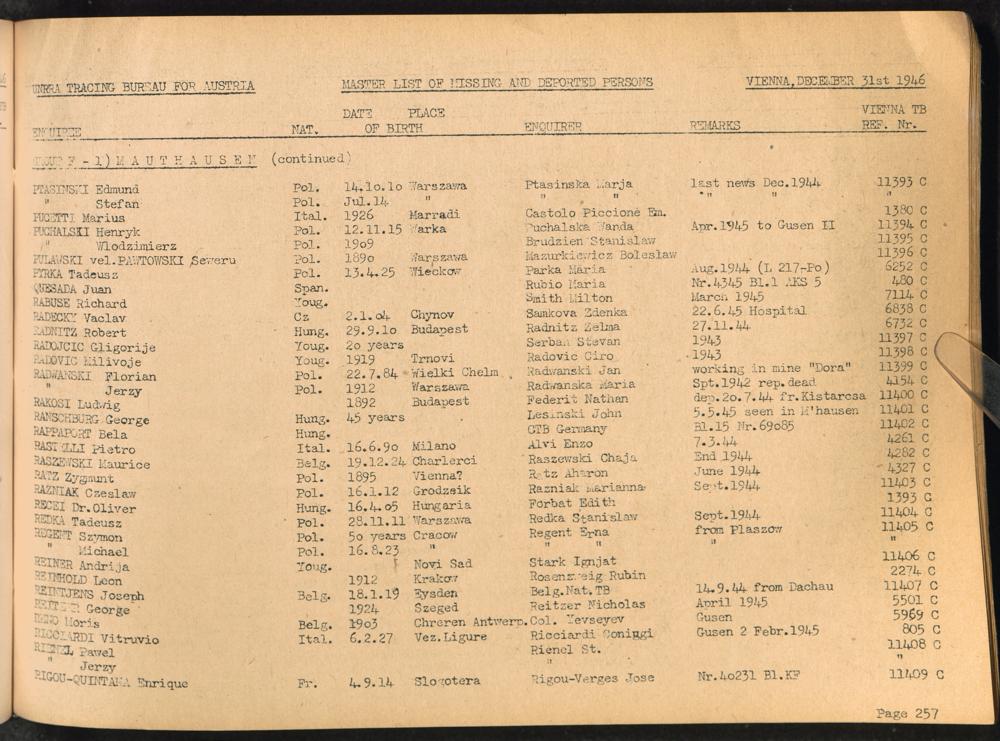 UNRRA TRACING BUREAU FOR AUSTRIA MASTER LIST OF MISSING AND DEPORTED PERSONS VIENNA, DECEMBER 31st 1946
DATE PLACE VIENNA TB
ENQUIREE NAT. OF BIRTH ENQUIRER REMARKS REF. Nr.
GROUP F - 1) MAUTHAUSEN (continued)
PTASINSKI Edmund Pol. 14.10.10 Warszawa Ptasinska Marja last news Dec.1944 11393 C
" Stefan Pol. Jul.14 " " " " "
PUCETTI Marius Ital. 1926 Marradi Castolo Piccione Em. 1380 C
PUCHALSKI Henryk Pol. 12.11.15 Warka Puchalska Wanda Apr.1945 to Gusen II 11394 C
" Wlodzimierz Pol. 1909 Brudzien Stanislaw 11395 C
PULAWSKI vel.PAWTOWSKI Seweru Pol. 1890 Warszawa Mazurkiewicz Boleslaw 11396 C
PYRKA Tadeusz Pol. 13.4.25 Wieckow Parka Maria Aug.1944 (L 217-Po) 6252 C
QUESADA Juan Span. Rubio Maria Nr.4345 Bl.1 AKS 5 480 C
RABUSE Richard Youg. Smith Milton March 1945 7114 C
RADECKY Vaclav Cz 2.1.04 Chynov Samkova Zdenka 22.6.45 Hospital 6838 C
RADNITZ Robert Hung. 29.9.10 Budapest Radnitz Zelma 27.11.44 6732 C
RADOJCIC Gligorije Youg. 20 years Serban Stevan 1943 11397 C
RADOVIC Milivoje Youg. 1919 Trnovi Radovic Ciro 1943 11398 C
RADWANSKI Florian Pol. 22.7.84 Wielki Chelm Radwanski Jan working in mine "Dora" 11399 C
" Jerzy Pol. 1912 Warszawa Radwanska Maria Spt.1942 rep.dead 4154 C
RAKOSI Ludwig 1892 Budapest Federit Nathan dep.20.7.44 fr.Kistarcsa 11400 C
RANSCHBURG George Hung. 45 years Lesinski John 5.5.45 seen in M'hausen 11401 C
RAPPAPORT Bela Hung. CTB Germany Bl.15 Nr.69085 11402 C
RASTELLI Pietro Ital. 16.6.90 Milano Alvi Enzo 7.3.44 4261 C
RASZEWSKI Maurice Belg. 19.12.24 Charlerci Raszewski Chaja End 1944 4282 C
RATZ Zygmunt Pol. 1895 Vienna? Ratz Aharon June 1944 4327 C
RAZNIAK Czeslaw Pol. 16.1.12 Grodzeik Razniak Marianna Sept.1944 11403 C
RECEI Dr.Oliver Hung. 16.4.05 Hungaria Forbat Edith 1393 C
REDKA Tadeusz Pol. 28.11.11 Warszawa Redka Stanislaw Sept.1944 11404 C
REGENT Szymon Pol. 50 years Cracow Regent Erna from Plaszow 11405 C
" Michael Pol. 16.8.23 " " " " "
REINER Andrija Youg. Novi Sad Stark Ignjat 11406 C
REINHOLD Leon 1912 Krakow Rosenzweig Rubin 2274 C
REINTJENS Joseph Belg. 18.1.19 Eysden Belg.Nat.TB 14.9.44 from Dachau 11407 C
REITZER George 1924 Szeged Reitzer Nicholas April 1945 5501 C
Moris Belg. 1903 Chreren Antwerp. Col. Yevseyev Gusen 5969 C
RICCIARDI Vitruvio Ital. 6.2.27 Vez.Ligure Ricciardi Coningi Gusen 2 Febr.1945 805 C
RIENEL Pawel Rienel St. 11408 C
" Jerzy " "
RIGOU-QUINTANA Enrique Fr. 4.9.14 Slogotera Rigou-Verges Jose Nr.40231 Bl.KF 11409 C
Page 257